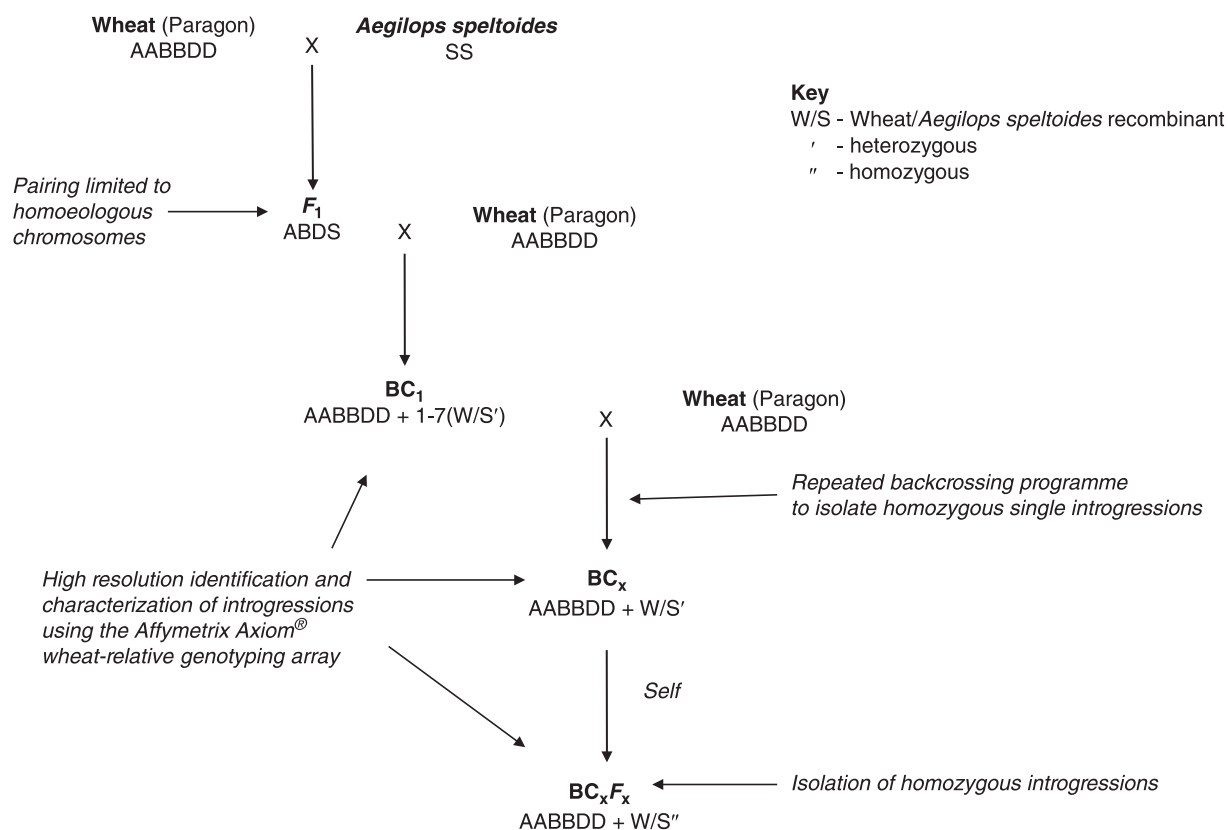 Wheat (Paragon)
AABBDD
X
Aegilops speltoides
SS
Key
W/S - Wheat/Aegilops speltoides recombinant
′ - heterozygous
″ - homozygous
Pairing limited to
homoeologous
chromosomes
F1
ABDS
X
Wheat (Paragon)
AABBDD
BC1
AABBDD + 1-7(W/S′)
X
Wheat (Paragon)
AABBDD
Repeated backcrossing programme
to isolate homozygous single introgressions
High resolution identification and
characterization of introgressions
using the Affymetrix Axiom®
wheat-relative genotyping array
BCx
AABBDD + W/S′
Self
BCxFx
AABBDD + W/S″
Isolation of homozygous introgressions